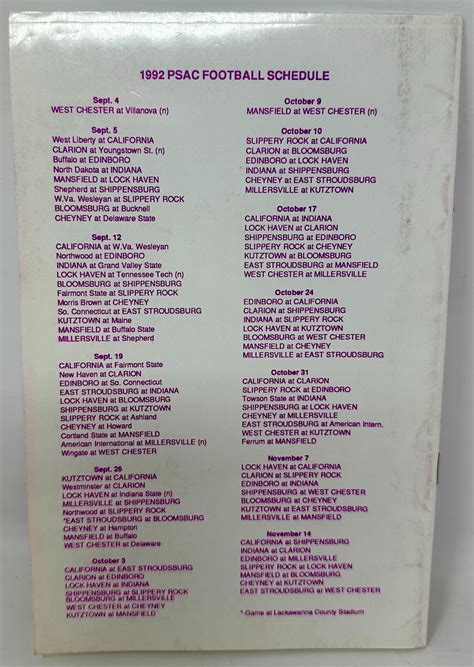 1992 PSAC FOOTBALL SCHEDULE
Sept. 4
WEST CHESTER at Villanova (n)
Sept. 5
West Liberty at CALIFORNIA
CLARION at Youngstown St. (n)
Buffalo at EDINBORO
North Dakota at INDIANA
MANSFIELD at LOCK HAVEN
Shepherd at SHIPPENSBURG
W.Va. Wesleyan at SLIPPERY ROCK
BLOOMSBURG at Bucknell
CHEYNEY at Delaware State
Sept. 12
CALIFORNIA at W.Va. Wesleyan
Northwood at EDINBORO
INDIANA at Grand Valley State
LOCK HAVEN at Tennessee Tech (n)
BLOOMSBURG at SHIPPENSBURG
Fairmont State at SLIPPERY ROCK
Morris Brown at CHEYNEY
So. Connecticut at EAST STROUDSBURG
KUTZTOWN at Maine
MANSFIELD at Buffalo State
MILLERSVILLE at Shepherd
Sept. 19
CALIFORNIA at Fairmont State
New Haven at CLARION
EDINBORO at So. Connecticut
EAST STROUDSBURG at INDIANA
LOCK HAVEN at BLOOMSBURG
SHIPPENSBURG at KUTZTOWN
SLIPPERY ROCK at Ashland
CHEYNEY at Howard
Cortland State at MANSFIELD
American International at MILLERSVILLE (n)
Wingate at WEST CHESTER
Sept. 26
KUTZTOWN at CALIFORNIA
Westminster at CLARION
LOCK HAVEN at Indiana State (n)
MILLERSVILLE at SHIPPENSBURG
Northwood at SLIPPERY ROCK
*EAST STROUDSBURG at BLOOMSBURG
CHEYNEY at Hampton
MANSFIELD at Buffalo
WEST CHESTER at Delaware
October 3
CALIFORNIA at EAST STROUDSBURG
CLARION at EDINBORO
LOCK HAVEN at INDIANA
SHIPPENSBURG at SLIPPERY ROCK
BLOOMSBURG at MILLERSVILLE
WEST CHESTER at CHEYNEY
KUTZTOWN at MANSFIELD
October 9
MANSFIELD at WEST CHESTER (n)
October 10
SLIPPERY ROCK at CALIFORNIA
CLARION at BLOOMSBURG
EDINBORO at LOCK HAVEN
INDIANA at SHIPPENSBURG
CHEYNEY at EAST STROUDSBURG
MILLERSVILLE at KUTZTOWN
October 17
CALIFORNIA at INDIANA
LOCK HAVEN at CLARION
SHIPPENSBURG at EDINBORO
SLIPPERY ROCK at CHEYNEY
KUTZTOWN at BLOOMSBURG
EAST STROUDSBURG at MANSFIELD
WEST CHESTER at MILLERSVILLE
October 24
EDINBORO at CALIFORNIA
CLARION at SHIPPENSBURG
INDIANA at SLIPPERY ROCK
LOCK HAVEN at KUTZTOWN
BLOOMSBURG at WEST CHESTER
CHEYNEY at MANSFIELD
MILLERSVILLE at EAST STROUDSBURG
October 31
CALIFORNIA at CLARION
SLIPPERY ROCK at EDINBORO
Towson State at INDIANA
SHIPPENSBURG at LOCK HAVEN
MILLERSVILLE at CHEYNEY
EAST STROUDSBURG at American Intern.
WEST CHESTER at KUTZTOWN
Ferrum at MANSFIELD
November 7
LOCK HAVEN at CALIFORNIA
CLARION at SLIPPERY ROCK
EDINBORO at INDIANA
SHIPPENSBURG at WEST CHESTER
BLOOMSBURG at CHEYNEY
KUTZTOWN at EAST STROUDSBURG
MILLERSVILLE at MANSFIELD
November 14
CALIFORNIA at SHIPPENSBURG
INDIANA at CLARION
EDINBORO at MILLERSVILLE
SLIPPERY ROCK at LOCK HAVEN
MANSFIELD at BLOOMSBURG
CHEYNEY at KUTZTOWN
EAST STROUDSBURG at WEST CHESTER
*-Game at Lackawanna County Stadium